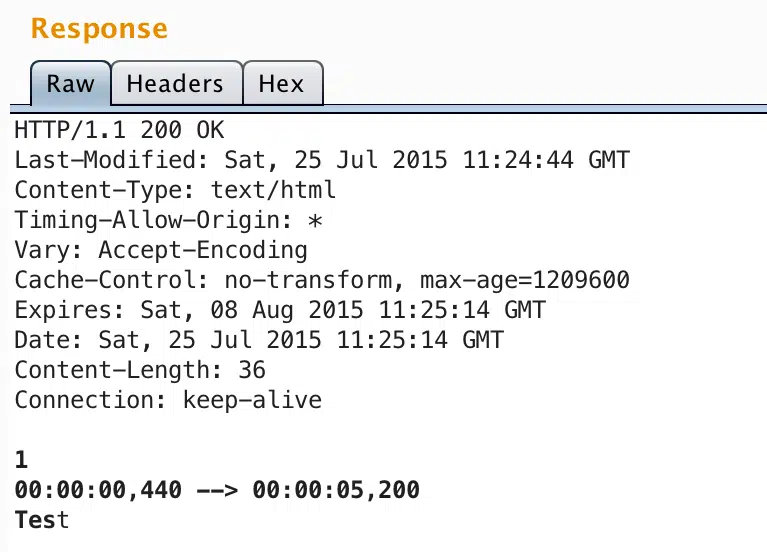 Response
Raw Headers Hex
HTTP/1.1 200 OK
Last-Modified: Sat, 25 Jul 2015 11:24:44 GMT
Content-Type: text/html
Timing-Allow-Origin: *
Vary: Accept-Encoding
Cache-Control: no-transform, max-age=1209600
Expires: Sat, 08 Aug 2015 11:25:14 GMT
Date: Sat, 25 Jul 2015 11:25:14 GMT
Content-Length: 36
Connection: keep-alive
1
00:00:00,440 --> 00:00:05,200
Test